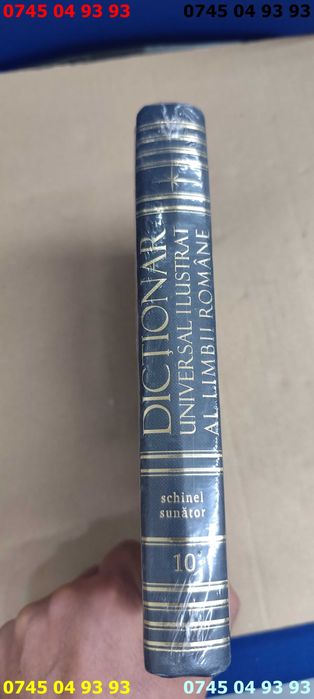 0745 04 93 93
0745 04 93 93
DICȚIONAR
UNIVERSAL ILUSTRAT
AL LIMBII ROMÂNE
schinel
sunător
10
0745 04 93 93
0745 04 93 93